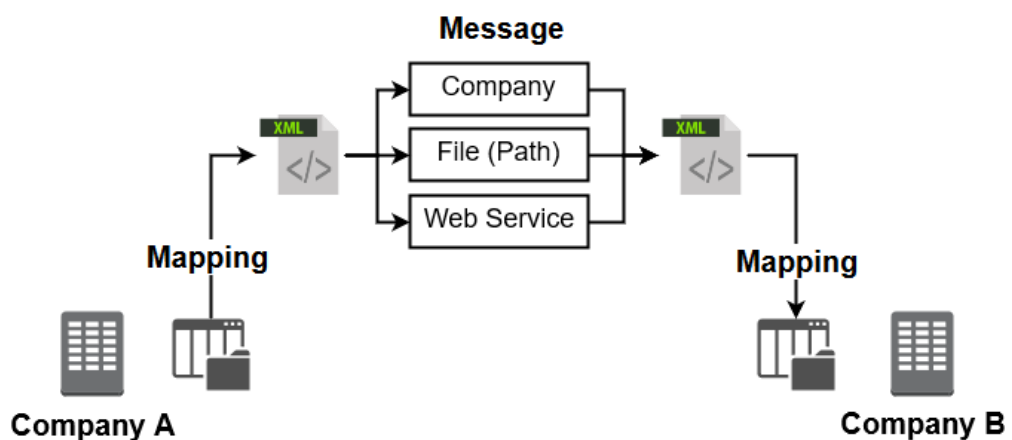 Message
Company
XML
File (Path)
XML
</>
</>
Web Service
Mapping
Mapping
Company A
Company B